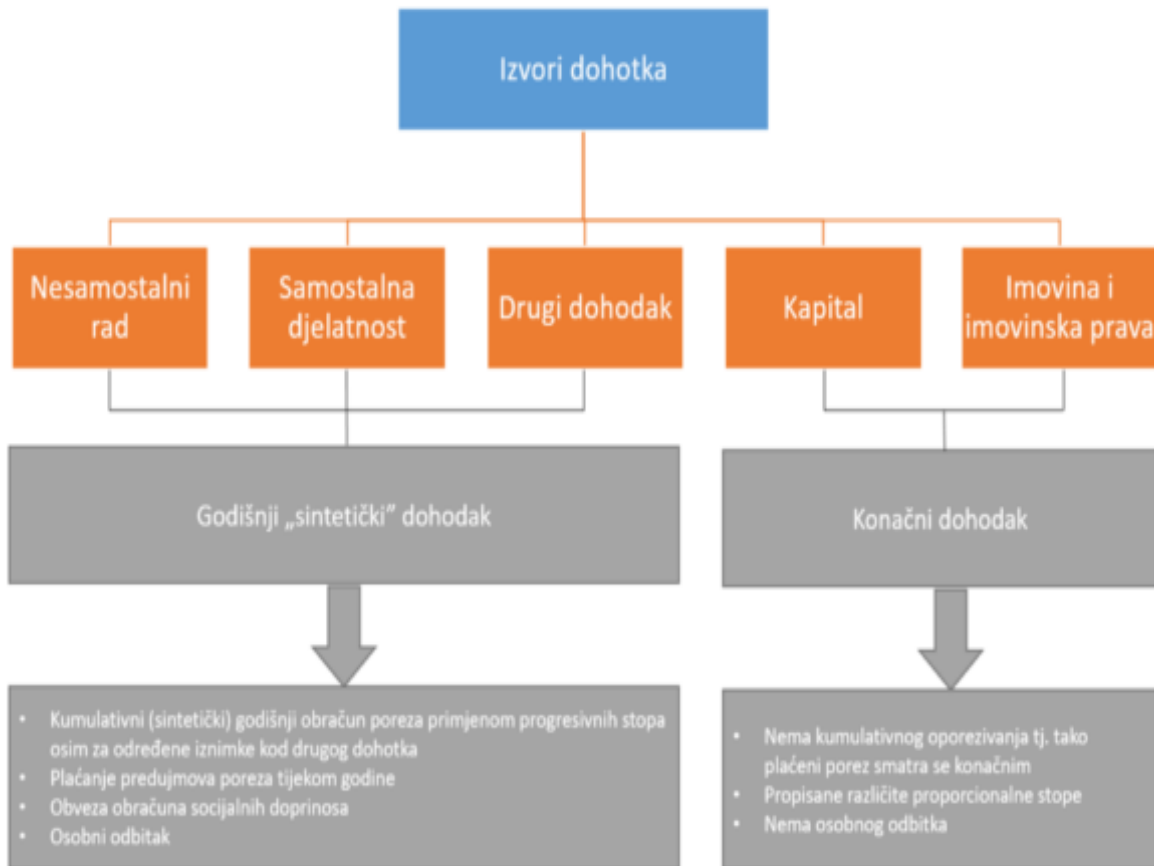 Izvori dohotka
Nesamostalni
rad
Samostalna
djelatnost
Drugi dohodak
Kapital
Imovina i
imovinska prava
Godišnji „sintetički” dohodak
Konačni dohodak
• Kumulativni (sintetički) godišnji obračun poreza primjenom progresivnih stopa
osim za određene iznimke kod drugog dohotka
• Plaćanje predujmova poreza tijekom godine
• Obveza obračuna socijalnih doprinosa
• Osobni odbitak
• Nema kumulativnog oporezivanja tj. tako
plaćeni porez smatra se konačnim
• Propisane različite proporcionalne stope
• Nema osobnog odbitka